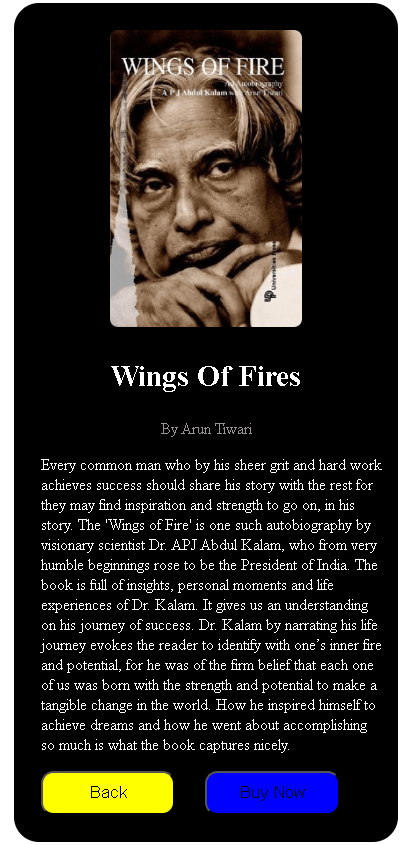 WINGS OF FIRE
An Autobiography
A P J Abdul Kalam with Arun Tiwari
Universities Press
Wings Of Fires
By Arun Tiwari
Every common man who by his sheer grit and hard work
achieves success should share his story with the rest for
they may find inspiration and strength to go on, in his
story. The 'Wings of Fire' is one such autobiography by
visionary scientist Dr. APJ Abdul Kalam, who from very
humble beginnings rose to be the President of India. The
book is full of insights, personal moments and life
experiences of Dr. Kalam. It gives us an understanding
on his journey of success. Dr. Kalam by narrating his life
journey evokes the reader to identify with one’s inner fire
and potential, for he was of the firm belief that each one
of us was born with the strength and potential to make a
tangible change in the world. How he inspired himself to
achieve dreams and how he went about accomplishing
so much is what the book captures nicely.
Back
Buy Now